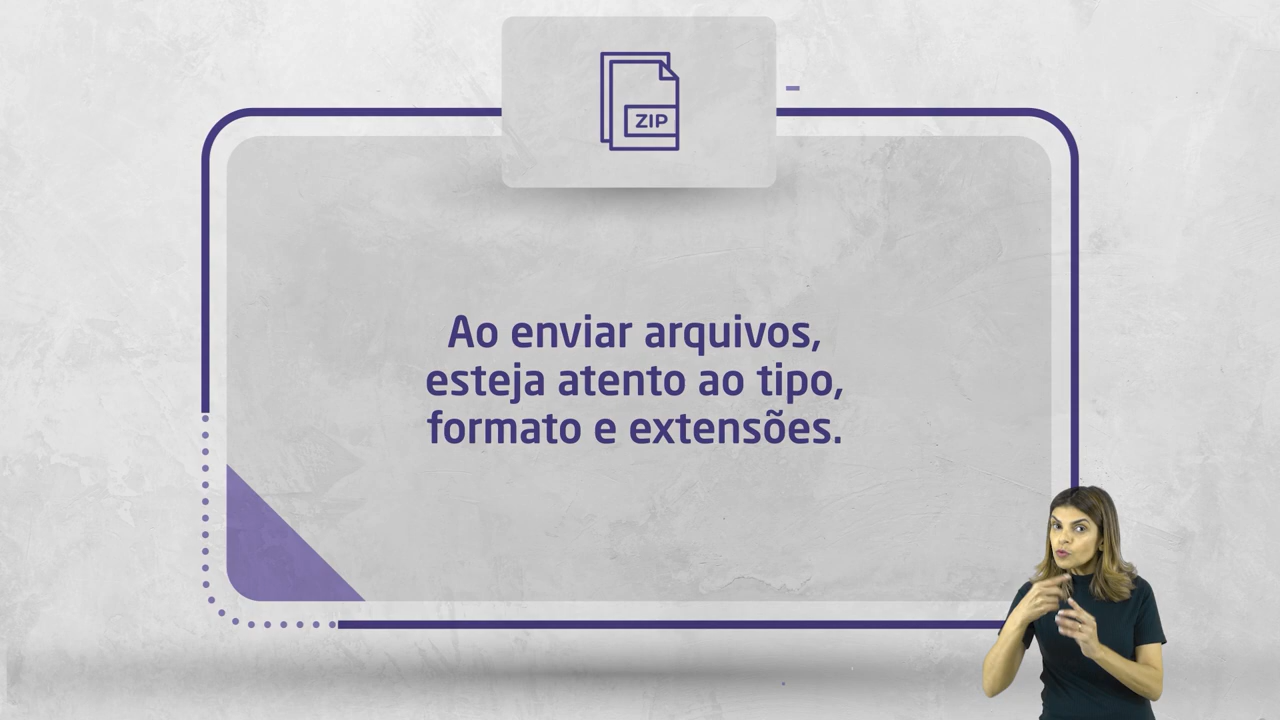 ZIP
Ao enviar arquivos,
esteja atento ao tipo,
formato e extensões.